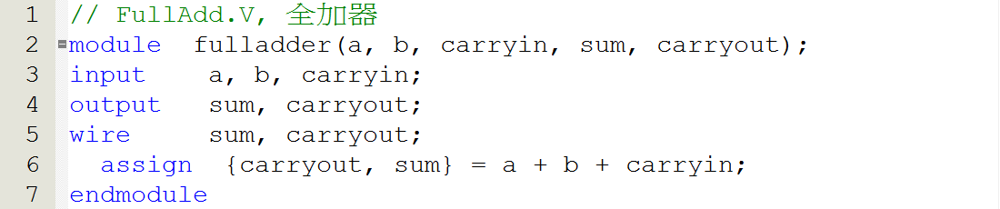 1 // FullAdd.V, 全加器
2 module fulladder(a, b, carryin, sum, carryout);
3 input a, b, carryin;
4 output sum, carryout;
5 wire sum, carryout;
6 assign {carryout, sum} = a + b + carryin;
7 endmodule